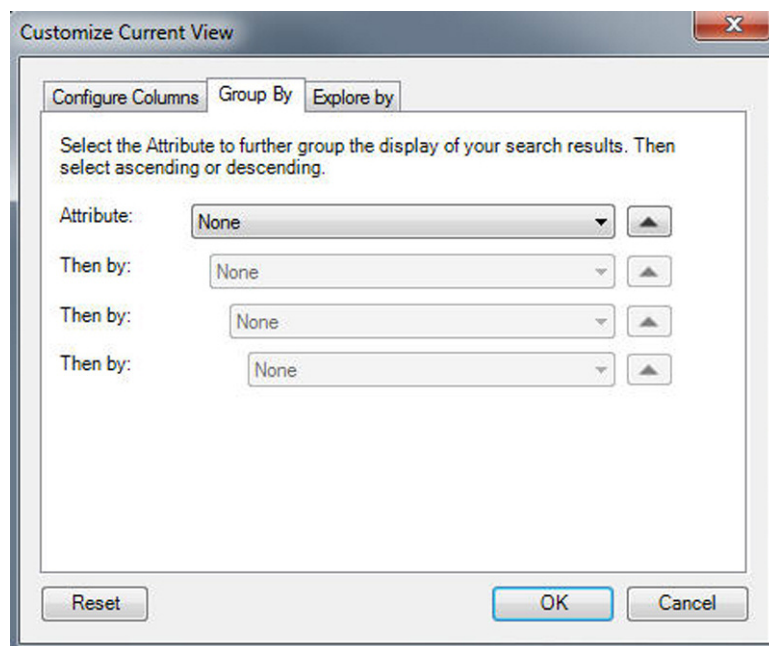 Customize Current View
Configure Columns Group By Explore by
Select the Attribute to further group the display of your search results. Then
select ascending or descending.
Attribute: None
Then by: None
Then by: None
Then by: None
Reset OK Cancel